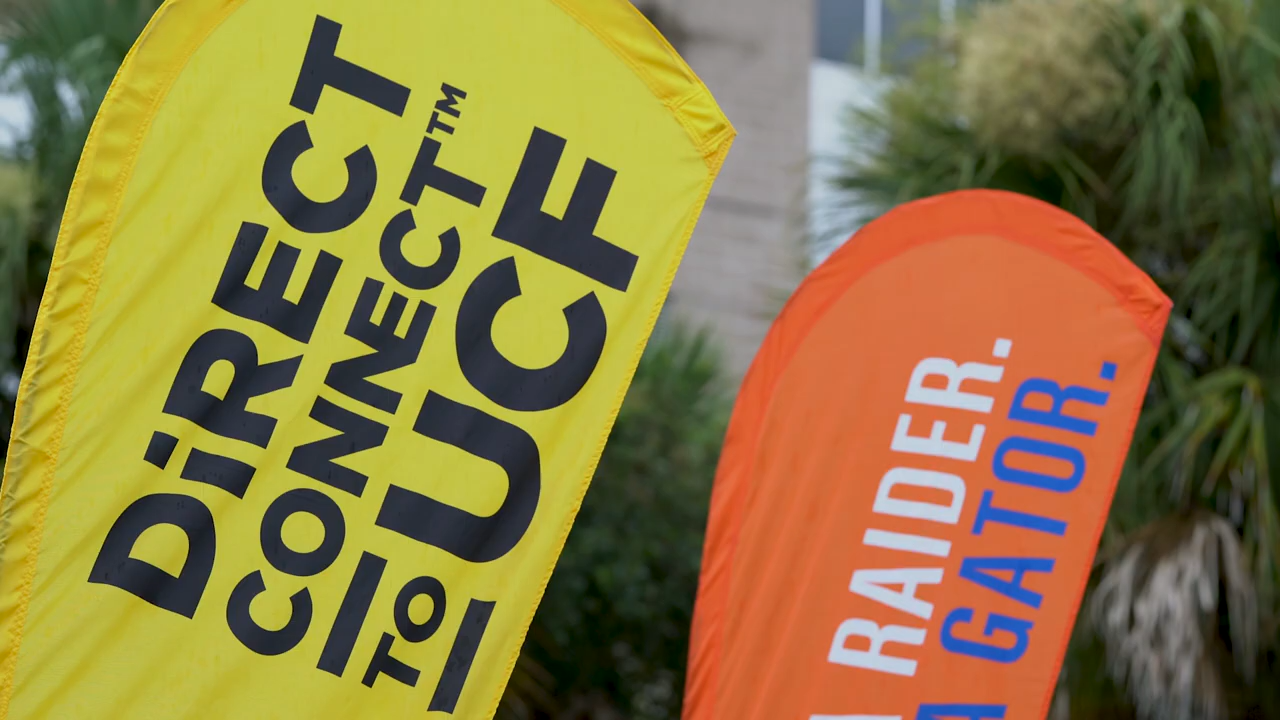 DiRECT
CONNECT™
TO UCF
A RAIDER.
A GATOR.